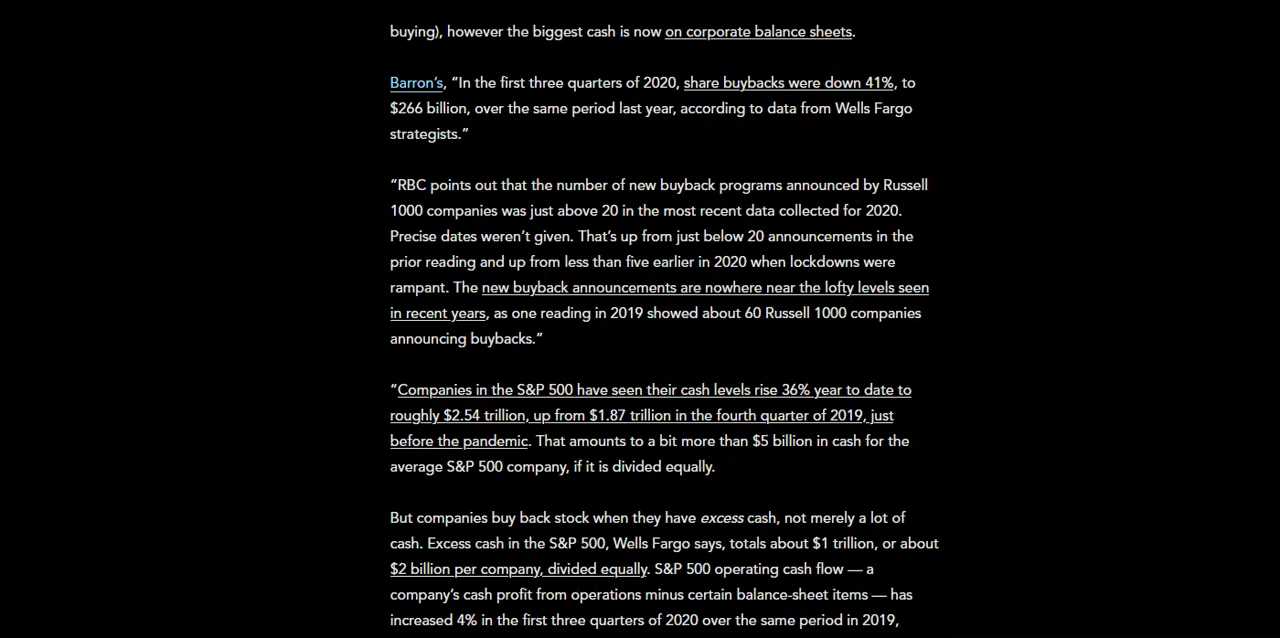 buying), however the biggest cash is now on corporate balance sheets.
Barron’s, “In the first three quarters of 2020, share buybacks were down 41%, to
$266 billion, over the same period last year, according to data from Wells Fargo
strategists.”
“RBC points out that the number of new buyback programs announced by Russell
1000 companies was just above 20 in the most recent data collected for 2020.
Precise dates weren’t given. That’s up from just below 20 announcements in the
prior reading and up from less than five earlier in 2020 when lockdowns were
rampant. The new buyback announcements are nowhere near the lofty levels seen
in recent years, as one reading in 2019 showed about 60 Russell 1000 companies
announcing buybacks.”
“Companies in the S&P 500 have seen their cash levels rise 36% year to date to
roughly $2.54 trillion, up from $1.87 trillion in the fourth quarter of 2019, just
before the pandemic. That amounts to a bit more than $5 billion in cash for the
average S&P 500 company, if it is divided equally.
But companies buy back stock when they have excess cash, not merely a lot of
cash. Excess cash in the S&P 500, Wells Fargo says, totals about $1 trillion, or about
$2 billion per company, divided equally. S&P 500 operating cash flow — a
company’s cash profit from operations minus certain balance-sheet items — has
increased 4% in the first three quarters of 2020 over the same period in 2019,